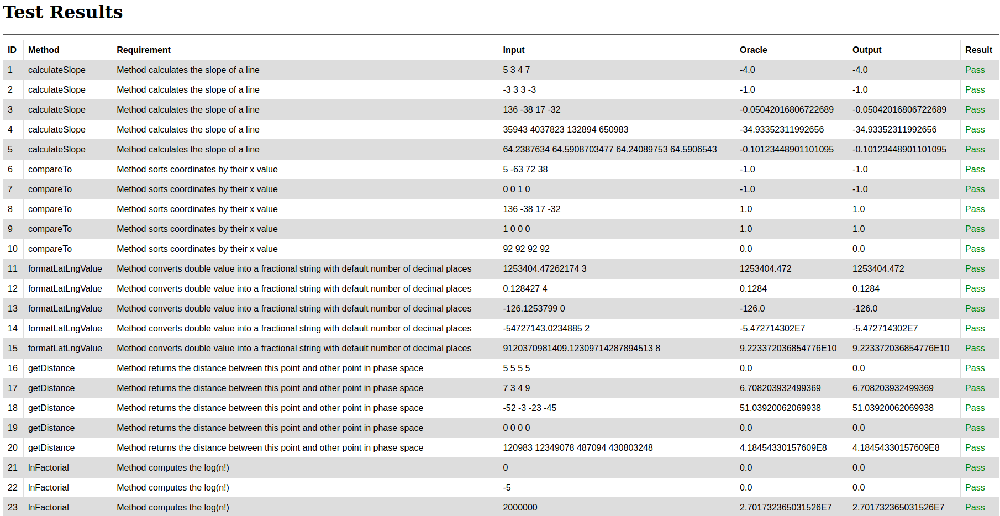 Test Results
ID Method Requirement Input Oracle Output Result
1 calculateSlope Method calculates the slope of a line 5 3 4 7 -4.0 -4.0 Pass
2 calculateSlope Method calculates the slope of a line -3 3 3 -3 -1.0 -1.0 Pass
3 calculateSlope Method calculates the slope of a line 136 -38 17 -32 -0.05042016806722689 -0.05042016806722689 Pass
4 calculateSlope Method calculates the slope of a line 35943 4037823 132894 650983 -34.93352311992656 -34.93352311992656 Pass
5 calculateSlope Method calculates the slope of a line 64.2387634 64.5908703477 64.24089753 64.5906543 -0.10123448901101095 -0.10123448901101095 Pass
6 compareTo Method sorts coordinates by their x value 5 -63 72 38 -1.0 -1.0 Pass
7 compareTo Method sorts coordinates by their x value 0 0 1 0 -1.0 -1.0 Pass
8 compareTo Method sorts coordinates by their x value 136 -38 17 -32 1.0 1.0 Pass
9 compareTo Method sorts coordinates by their x value 1 0 0 0 1.0 1.0 Pass
10 compareTo Method sorts coordinates by their x value 92 92 92 92 0.0 0.0 Pass
11 formatLatLngValue Method converts double value into a fractional string with default number of decimal places 1253404.47262174 3 1253404.472 1253404.472 Pass
12 formatLatLngValue Method converts double value into a fractional string with default number of decimal places 0.128427 4 0.1284 0.1284 Pass
13 formatLatLngValue Method converts double value into a fractional string with default number of decimal places -126.1253799 0 -126.0 -126.0 Pass
14 formatLatLngValue Method converts double value into a fractional string with default number of decimal places -54727143.0234885 2 -5.472714302E7 -5.472714302E7 Pass
15 formatLatLngValue Method converts double value into a fractional string with default number of decimal places 9120370981409.12309714287894513 8 9.223372036854776E10 9.223372036854776E10 Pass
16 getDistance Method returns the distance between this point and other point in phase space 5 5 5 5 0.0 0.0 Pass
17 getDistance Method returns the distance between this point and other point in phase space 7 3 4 9 6.708203932499369 6.708203932499369 Pass
18 getDistance Method returns the distance between this point and other point in phase space -52 -3 -23 -45 51.03920062069938 51.03920062069938 Pass
19 getDistance Method returns the distance between this point and other point in phase space 0 0 0 0 0.0 0.0 Pass
20 getDistance Method returns the distance between this point and other point in phase space 120983 12349078 487094 430803248 4.18454330157609E8 4.18454330157609E8 Pass
21 lnFactorial Method computes the log(n!) 0 0.0 0.0 Pass
22 lnFactorial Method computes the log(n!) -5 0.0 0.0 Pass
23 lnFactorial Method computes the log(n!) 2000000 2.701732365031526E7 2.701732365031526E7 Pass